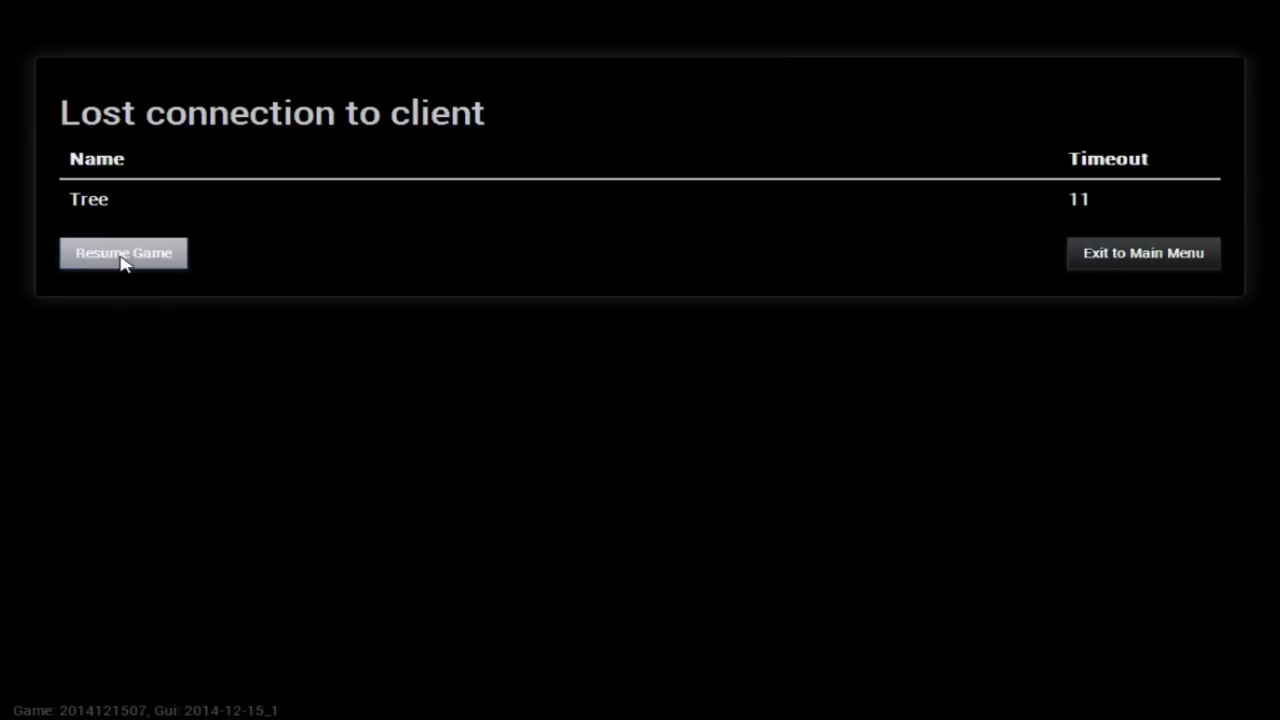 Lost connection to client
Name Timeout
Tree 11
Resume Game Exit to Main Menu
Game: 2014121507, Gui: 2014-12-15_1